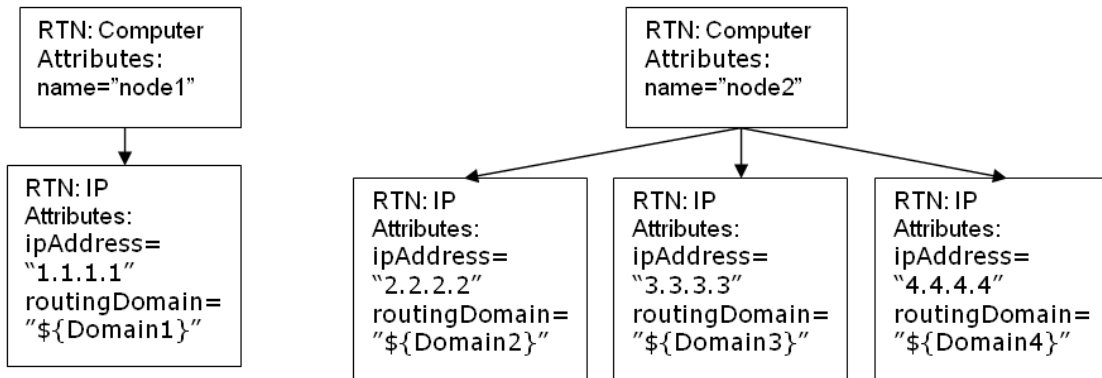 RTN: Computer
Attributes:
name=”node1”
RTN: IP
Attributes:
ipAddress=
“1.1.1.1”
routingDomain=
”${Domain1}”
RTN: Computer
Attributes:
name=”node2”
RTN: IP
Attributes:
ipAddress=
“2.2.2.2”
routingDomain=
”${Domain2}”
RTN: IP
Attributes:
ipAddress=
“3.3.3.3”
routingDomain=
”${Domain3}”
RTN: IP
Attributes:
ipAddress=
“4.4.4.4”
routingDomain=
”${Domain4}”